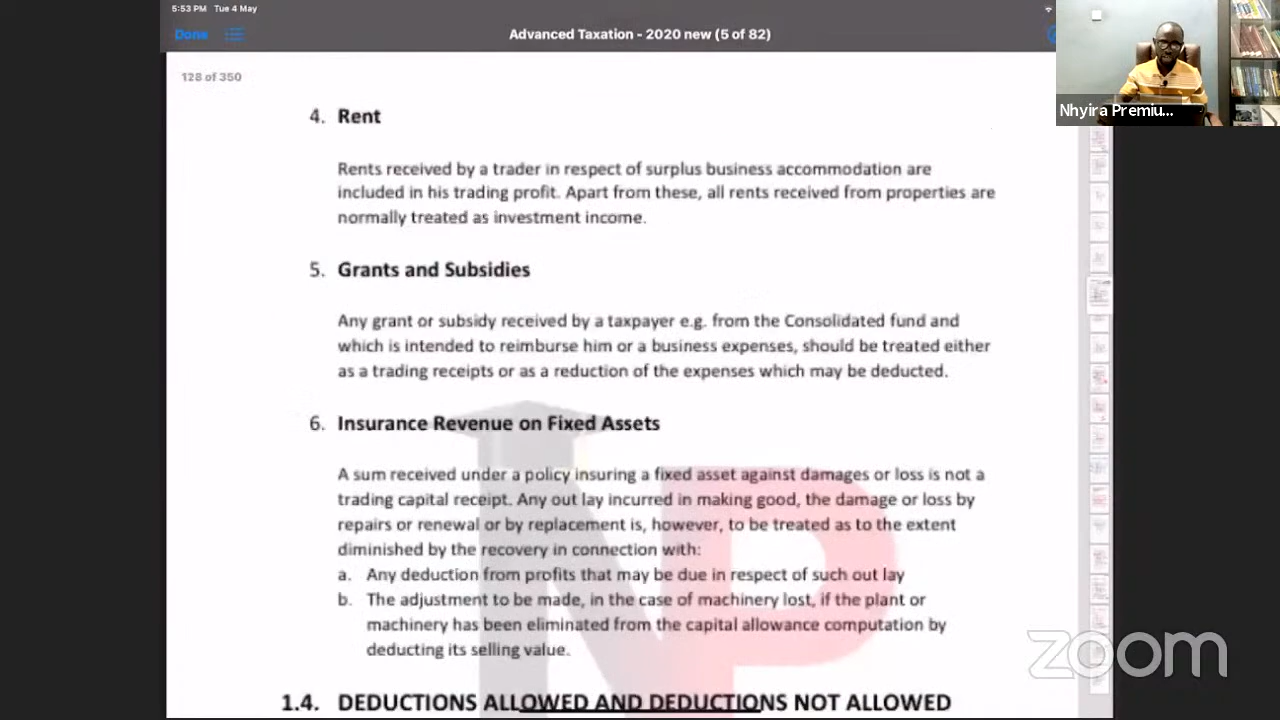 5:53 PM Tue 4 May
Done
Advanced Taxation - 2020 new (5 of 82)
Nhyira Premiu...
128 of 350
4. Rent
Rents received by a trader in respect of surplus business accommodation are
included in his trading profit. Apart from these, all rents received from properties are
normally treated as investment income.
5. Grants and Subsidies
Any grant or subsidy received by a taxpayer e.g. from the Consolidated fund and
which is intended to reimburse him or a business expenses, should be treated either
as a trading receipts or as a reduction of the expenses which may be deducted.
6. Insurance Revenue on Fixed Assets
A sum received under a policy insuring a fixed asset against damages or loss is not a
trading capital receipt. Any out lay incurred in making good, the damage or loss by
repairs or renewal or by replacement is, however, to be treated as to the extent
diminished by the recovery in connection with:
a. Any deduction from profits that may be due in respect of such out lay
b. The adjustment to be made, in the case of machinery lost, if the plant or
machinery has been eliminated from the capital allowance computation by
deducting its selling value.
zoom
1.4. DEDUCTIONS ALLOWED AND DEDUCTIONS NOT ALLOWED
NP